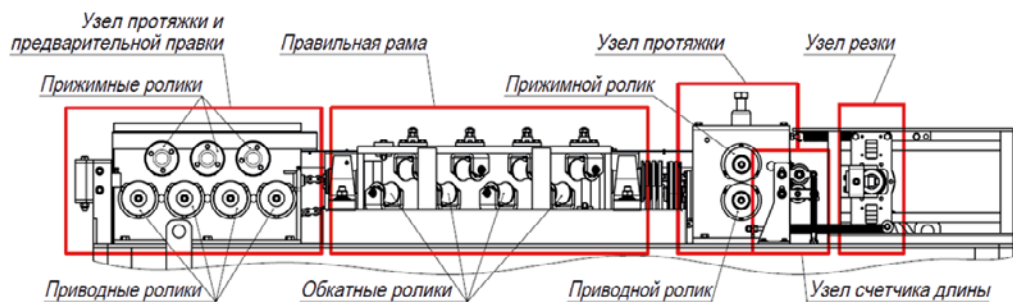 Узел протяжки и
предварительной правки
Правильная рама
Узел протяжки
Узел резки
Прижимные ролики
Прижимной ролик
Приводные ролики
Обкатные ролики
Приводной ролик
Узел счетчика длины